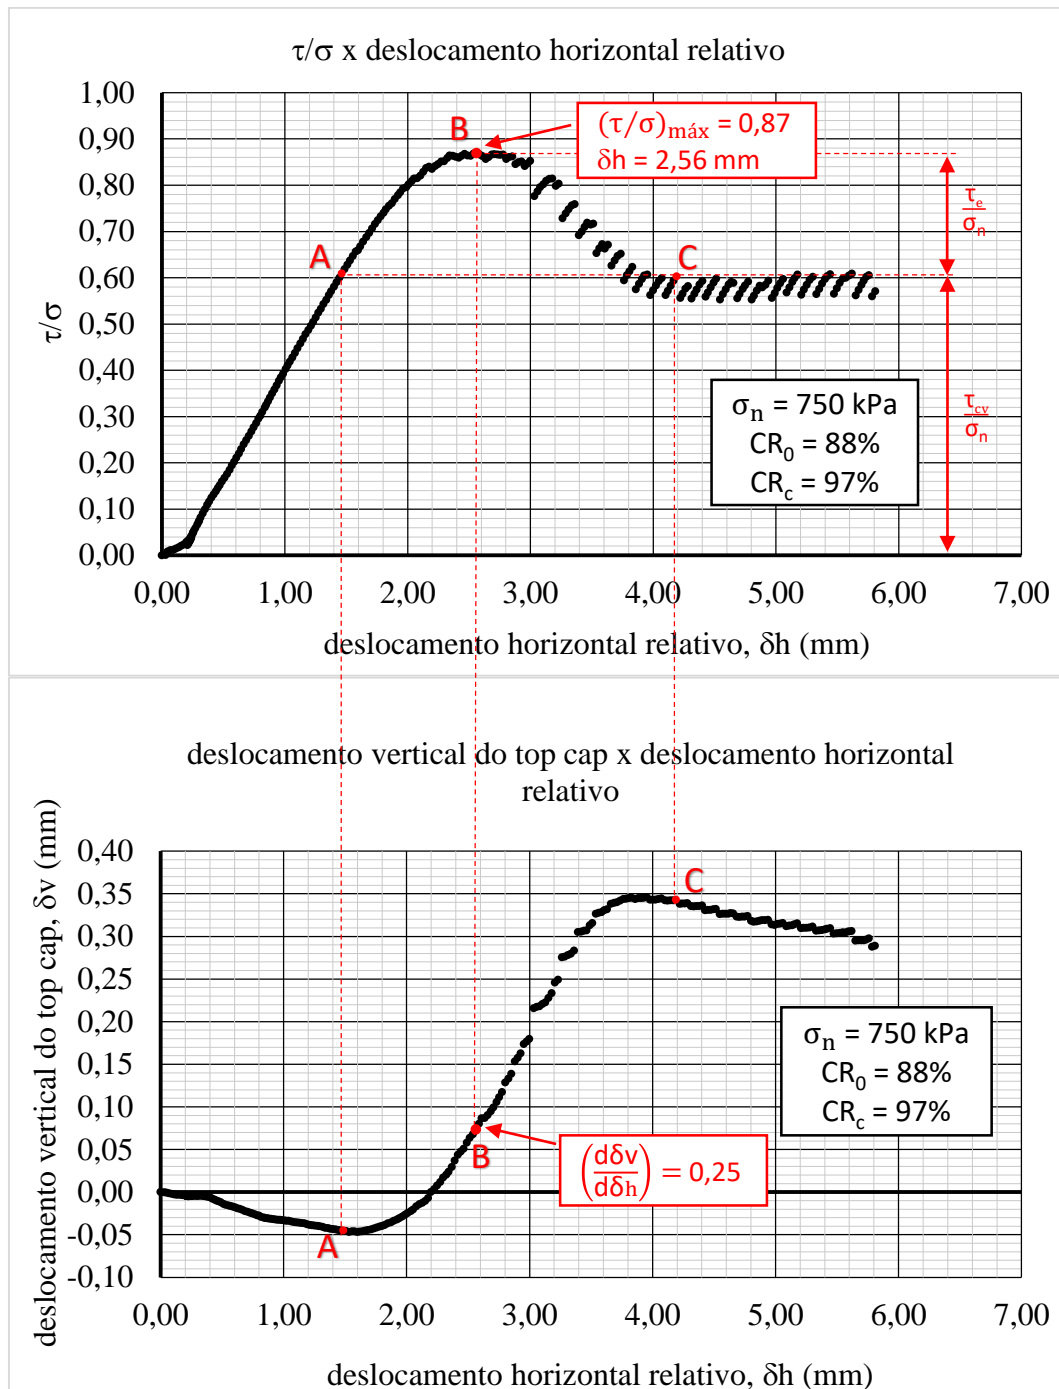 τ/σ x deslocamento horizontal relativo
τ/σ
1,00
0,90
0,80
0,70
0,60
0,50
0,40
0,30
0,20
0,10
0,00
0,00 1,00 2,00 3,00 4,00 5,00 6,00 7,00
A
B
C
(τ/σ)máx = 0,87
δh = 2,56 mm
τe/σn
τcv/σn
σn = 750 kPa
CR0 = 88%
CRc = 97%
deslocamento horizontal relativo, δh (mm)
deslocamento vertical do top cap x deslocamento horizontal
relativo
deslocamento vertical do top cap, δv (mm)
0,40
0,35
0,30
0,25
0,20
0,15
0,10
0,05
0,00
-0,05
-0,10
0,00 1,00 2,00 3,00 4,00 5,00 6,00 7,00
A
B
C
(dδv/dδh) = 0,25
σn = 750 kPa
CR0 = 88%
CRc = 97%
deslocamento horizontal relativo, δh (mm)